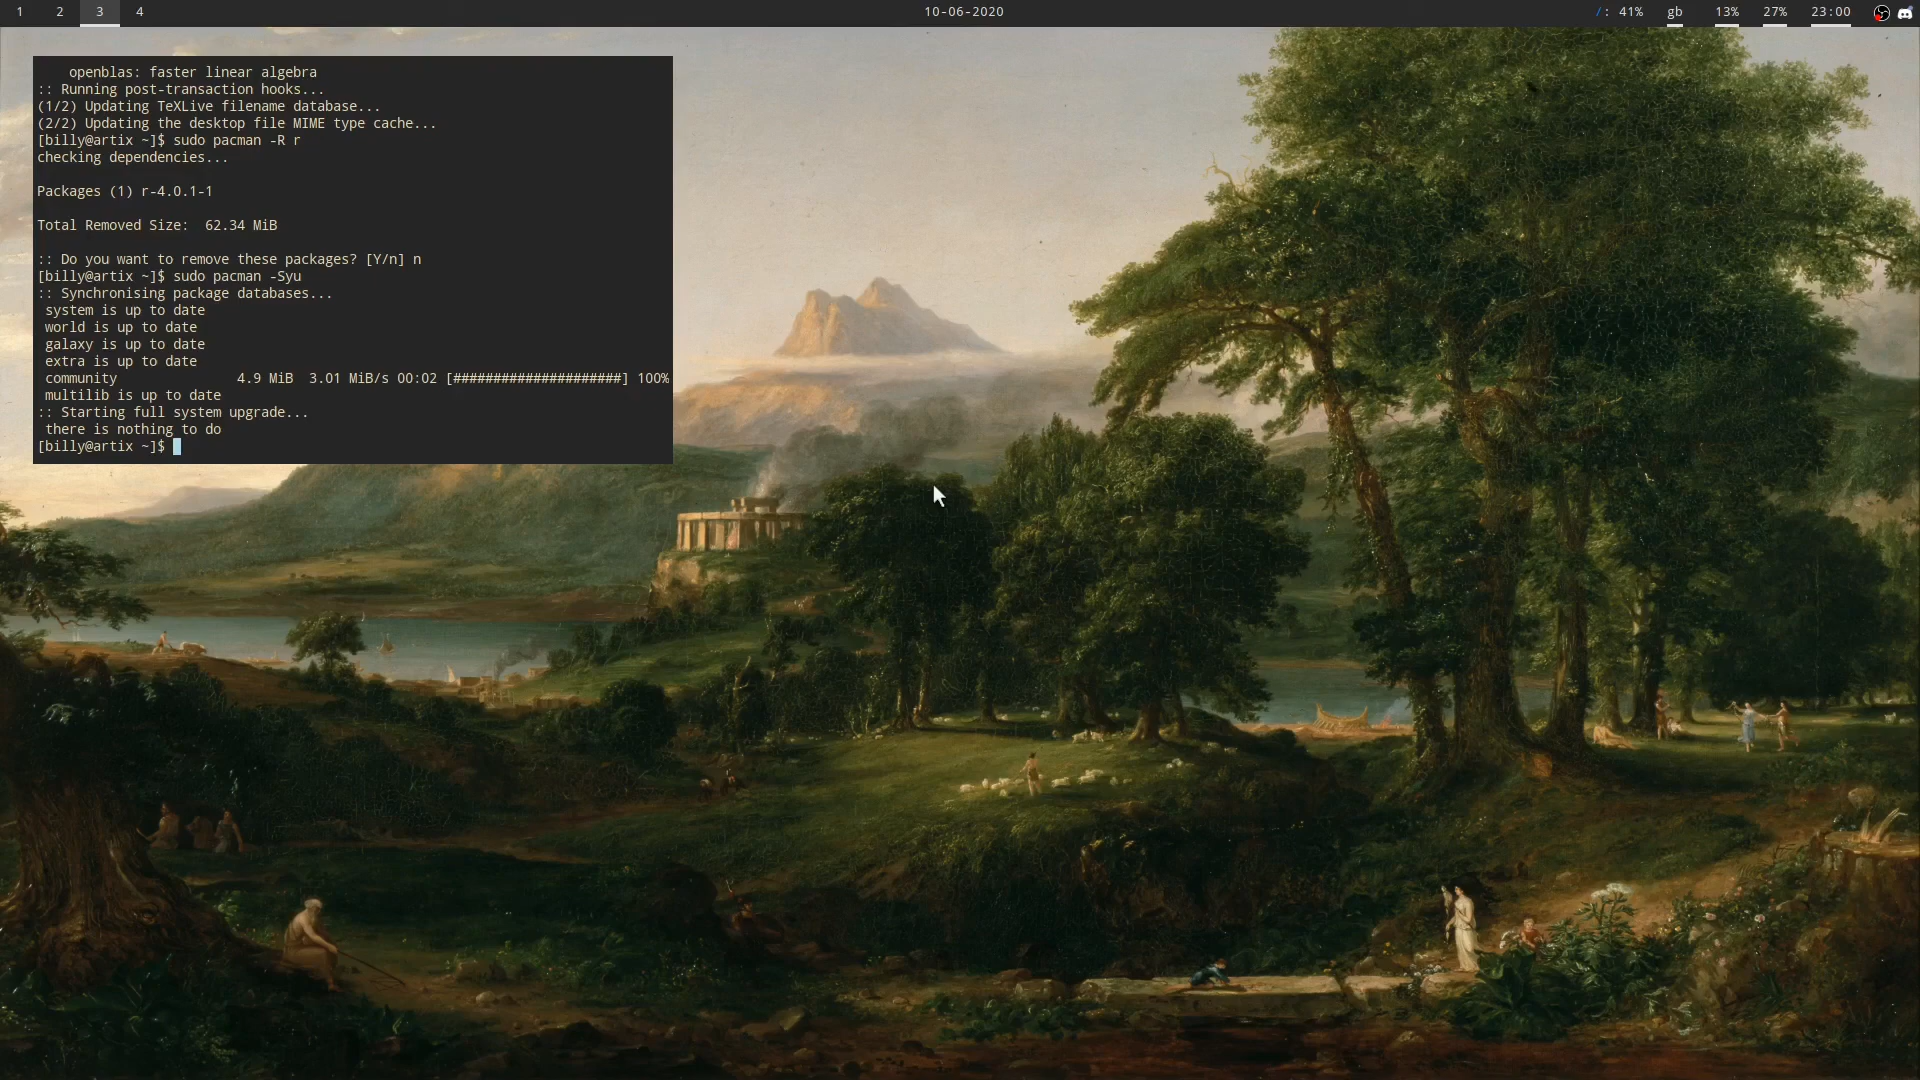 1 2 3 4 10-06-2020 /: 41% gb 13% 27% 23:00
openblas: faster linear algebra
:: Running post-transaction hooks...
(1/2) Updating TeXLive filename database...
(2/2) Updating the desktop file MIME type cache...
[billy@artix ~]$ sudo pacman -R r
checking dependencies...
Packages (1) r-4.0.1-1
Total Removed Size:  62.34 MiB
:: Do you want to remove these packages? [Y/n] n
[billy@artix ~]$ sudo pacman -Syu
:: Synchronising package databases...
system is up to date
world is up to date
galaxy is up to date
extra is up to date
community 4.9 MiB 3.01 MiB/s 00:02 [#####################] 100%
multilib is up to date
:: Starting full system upgrade...
there is nothing to do
[billy@artix ~]$